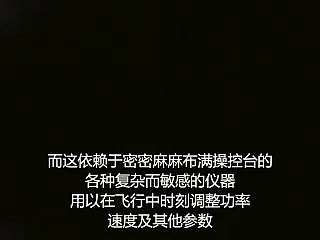 而这依赖于密密麻麻布满操控台的
各种复杂而敏感的仪器
用以在飞行中时刻调整功率
速度及其他参数